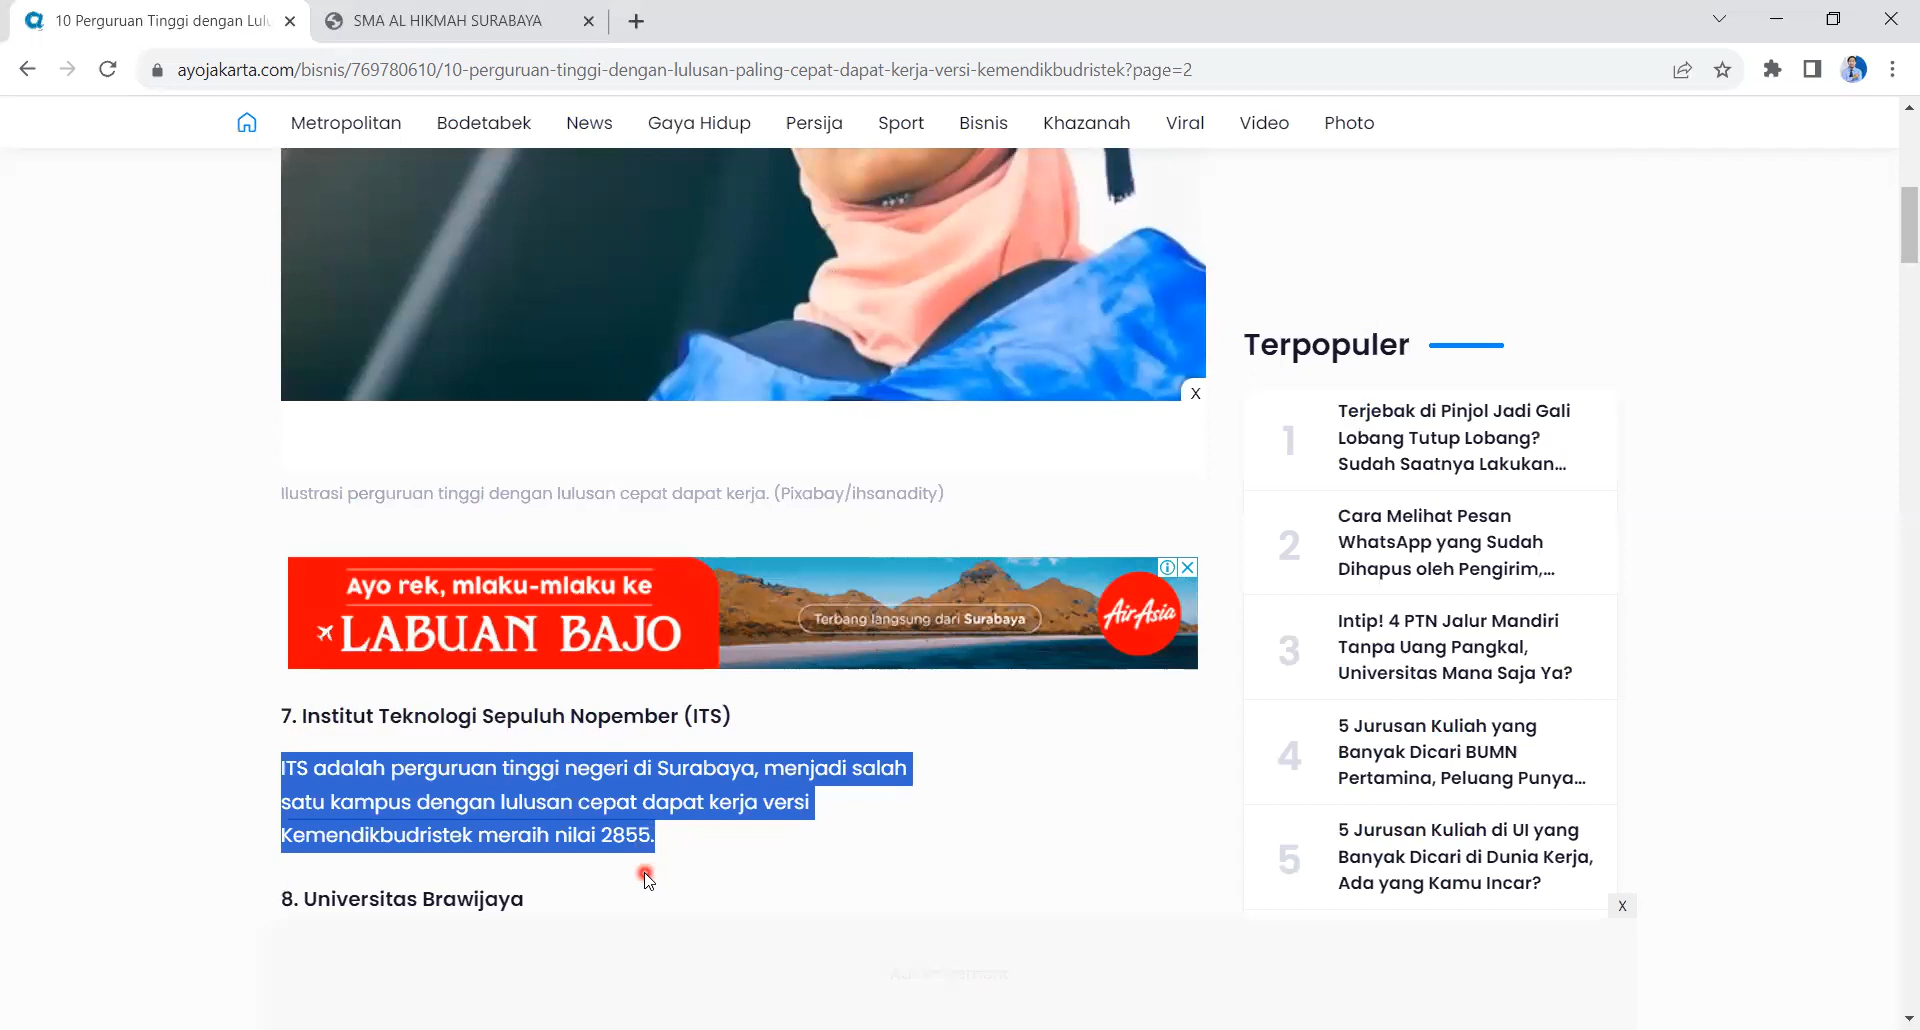 10 Perguruan Tinggi dengan Lulu
SMA AL HIKMAH SURABAYA
ayojakarta.com/bisnis/769780610/10-perguruan-tinggi-dengan-lulusan-paling-cepat-dapat-kerja-versi-kemendikbudristek?page=2
Metropolitan Bodetabek News Gaya Hidup Persija Sport Bisnis Khazanah Viral Video Photo
X
Ilustrasi perguruan tinggi dengan lulusan cepat dapat kerja. (Pixabay/ihsanadity)
Ayo rek, mlaku-mlaku ke
LABUAN BAJO
Terbang langsung dari Surabaya
AirAsia
7. Institut Teknologi Sepuluh Nopember (ITS)
ITS adalah perguruan tinggi negeri di Surabaya, menjadi salah
satu kampus dengan lulusan cepat dapat kerja versi
Kemendikbudristek meraih nilai 2855.
8. Universitas Brawijaya
Terpopuler
1
Terjebak di Pinjol Jadi Gali
Lobang Tutup Lobang?
Sudah Saatnya Lakukan...
2
Cara Melihat Pesan
WhatsApp yang Sudah
Dihapus oleh Pengirim,...
3
Intip! 4 PTN Jalur Mandiri
Tanpa Uang Pangkal,
Universitas Mana Saja Ya?
4
5 Jurusan Kuliah yang
Banyak Dicari BUMN
Pertamina, Peluang Punya...
5
5 Jurusan Kuliah di UI yang
Banyak Dicari di Dunia Kerja,
Ada yang Kamu Incar?
X